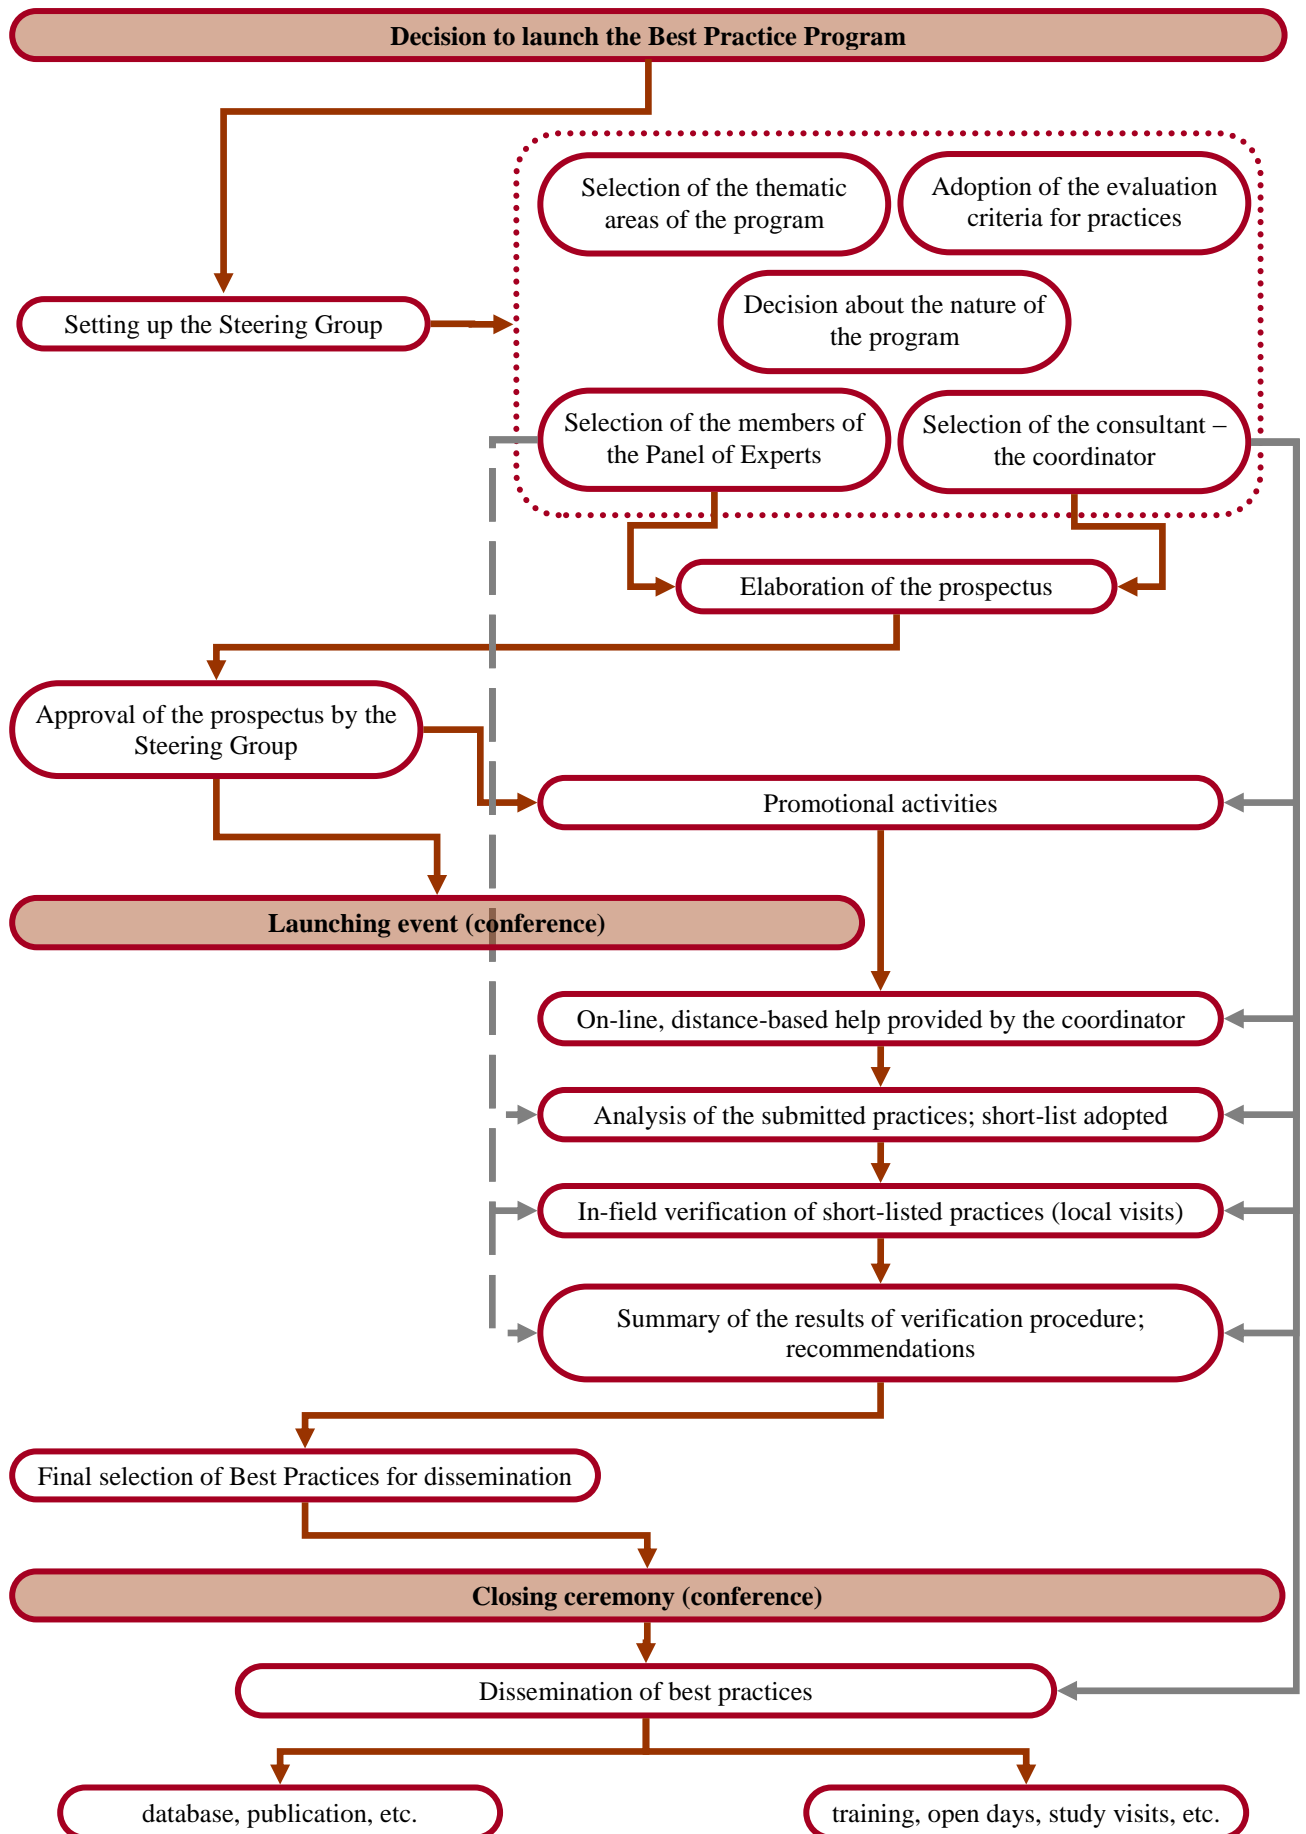 Decision to launch the Best Practice Program
Selection of the thematic
areas of the program
Adoption of the evaluation
criteria for practices
Decision about the nature of
the program
Setting up the Steering Group
Selection of the members of
the Panel of Experts
Selection of the consultant –
the coordinator
Elaboration of the prospectus
Approval of the prospectus by the
Steering Group
Promotional activities
Launching event (conference)
On-line, distance-based help provided by the coordinator
Analysis of the submitted practices; short-list adopted
In-field verification of short-listed practices (local visits)
Summary of the results of verification procedure;
recommendations
Final selection of Best Practices for dissemination
Closing ceremony (conference)
Dissemination of best practices
database, publication, etc.
training, open days, study visits, etc.